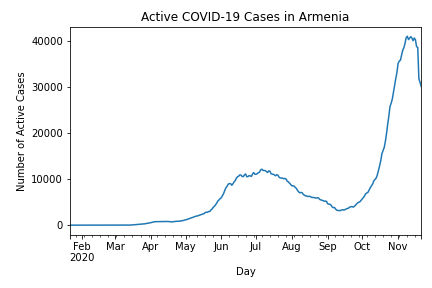 Active COVID-19 Cases in Armenia
40000
30000
20000
10000
0
Number of Active Cases
Feb Mar Apr May Jun Jul Aug Sep Oct Nov
2020
Day